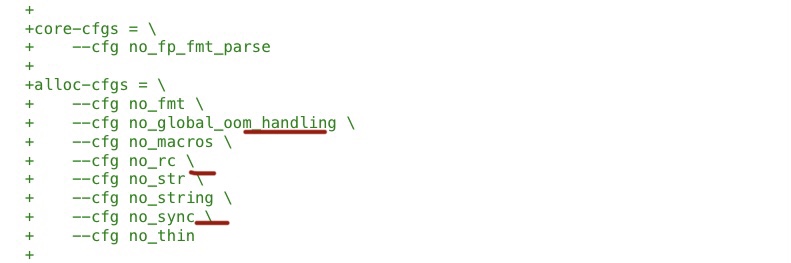 +
+core-cfgs = \
+    --cfg no_fp_fmt_parse
+
+alloc-cfgs = \
+    --cfg no_fmt \
+    --cfg no_global_oom_handling \
+    --cfg no_macros \
+    --cfg no_rc \
+    --cfg no_str \
+    --cfg no_string \
+    --cfg no_sync \
+    --cfg no_thin
+